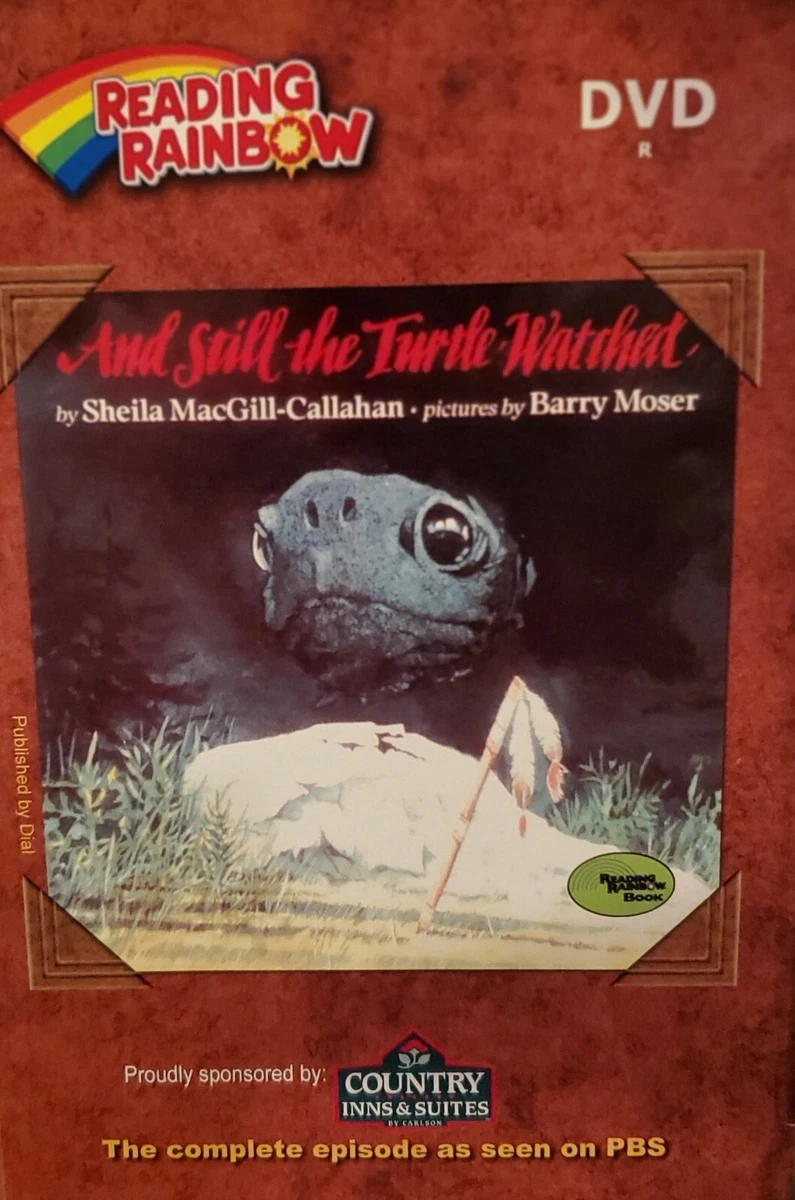 READING
RAINBOW
DVD
R
And Still the Turtle Watched
by Sheila MacGill-Callahan · pictures by Barry Moser
Published by Dial
READING
RAINBOW
BOOK
Proudly sponsored by:
COUNTRY
INNS & SUITES
BY CARLSON
The complete episode as seen on PBS